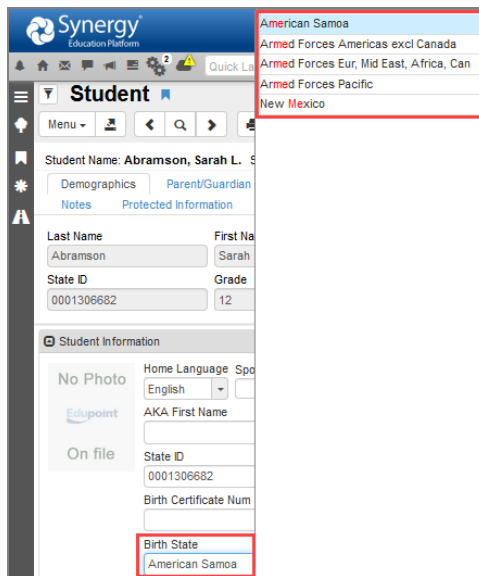 Synergy
Education Platform
2
Quick La
Student
Menu
Student Name: Abramson, Sarah L. S
Demographics Parent/Guardian
Notes Protected Information
Last Name First Na
Abramson Sarah
State ID Grade
0001306682 12
Student Information
No Photo
Edupoint
On file
Home Language Spo
English
AKA First Name
State ID
0001306682
Birth Certificate Num
Birth State
American Samoa
American Samoa
Armed Forces Americas excl Canada
Armed Forces Eur, Mid East, Africa, Can
Armed Forces Pacific
New Mexico